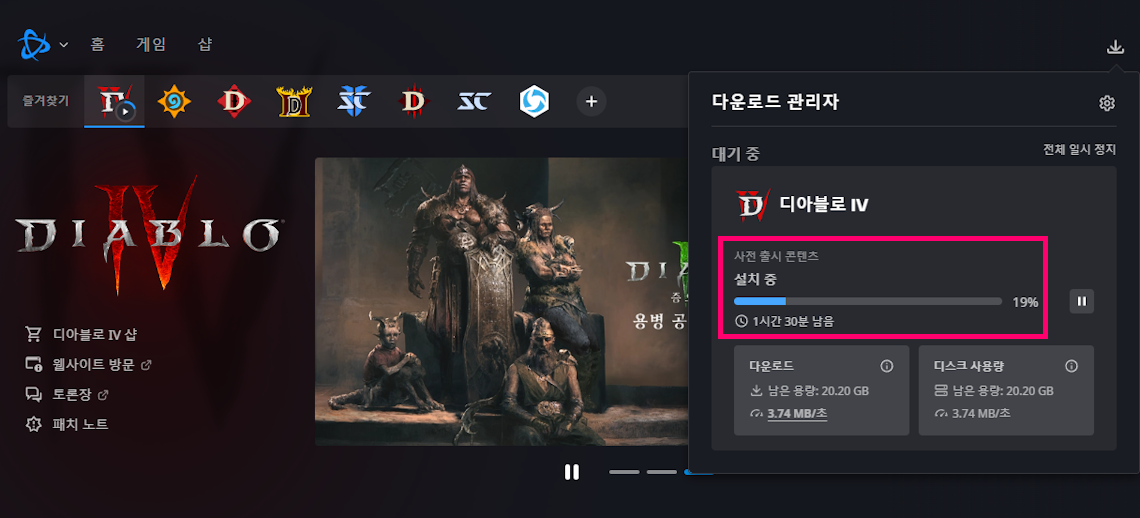 홈 게임 샵
즐겨찾기
다운로드 관리자
대기 중 전체 일시 정지
디아블로 IV
사전 출시 콘텐츠
설치 중
19%
1시간 30분 남음
다운로드
남은 용량: 20.20 GB
3.74 MB/초
디스크 사용량
남은 용량: 20.20 GB
3.74 MB/초
DIABLO IV
디아블로 IV 샵
웹사이트 방문
토론장
패치 노트
DIA
증오
용병 공